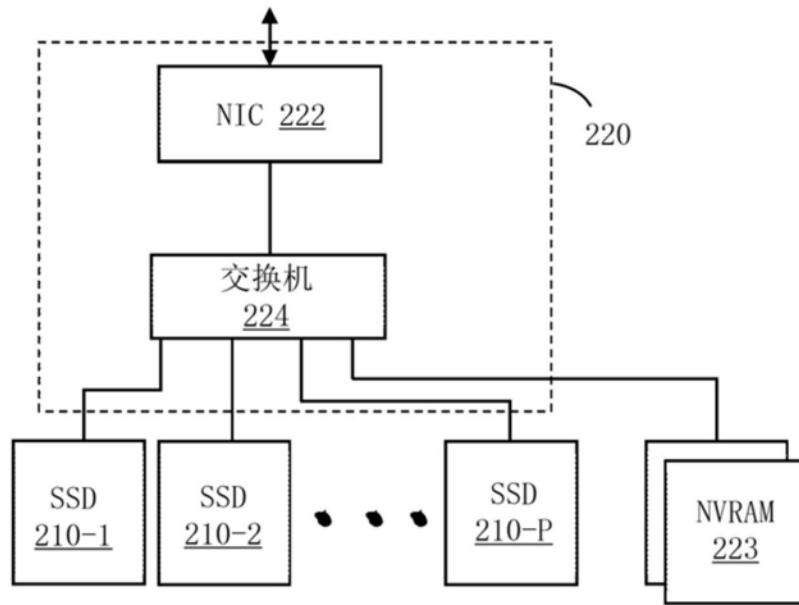 NIC 222
220
交换机
224
SSD
210-1
SSD
210-2
SSD
210-P
NVRAM
223